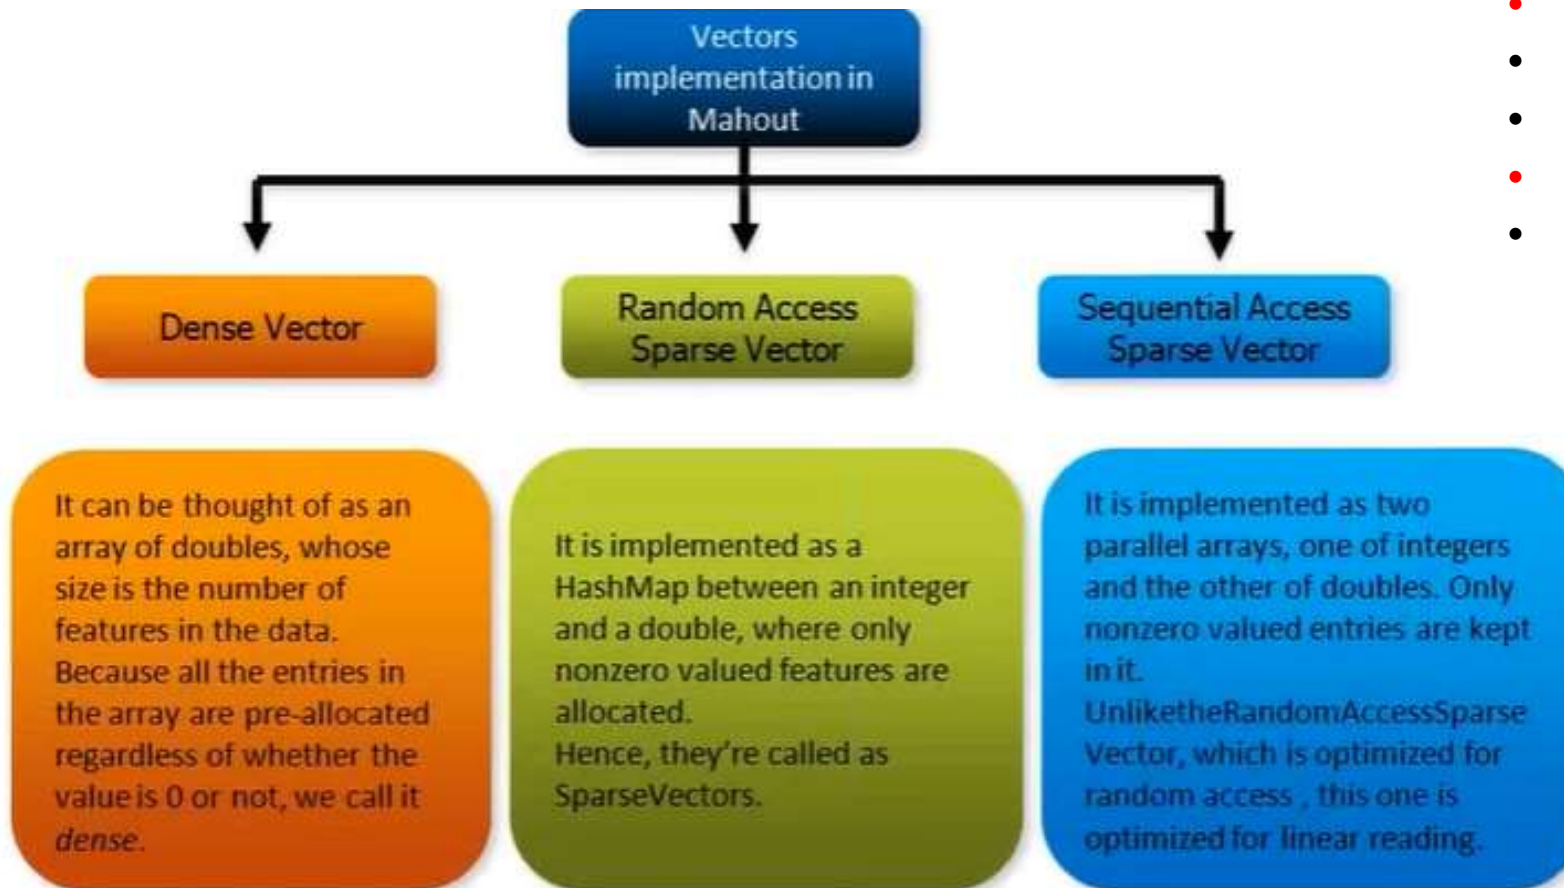 Vectors
implementation in
Mahout
Dense Vector
Random Access
Sparse Vector
Sequential Access
Sparse Vector
It can be thought of as an
array of doubles, whose
size is the number of
features in the data.
Because all the entries in
the array are pre-allocated
regardless of whether the
value is 0 or not, we call it
dense.
It is implemented as a
HashMap between an integer
and a double, where only
nonzero valued features are
allocated.
Hence, they're called as
SparseVectors.
It is implemented as two
parallel arrays, one of integers
and the other of doubles. Only
nonzero valued entries are kept
in it.
UnliketheRandomAccessSparse
Vector, which is optimized for
random access , this one is
optimized for linear reading.